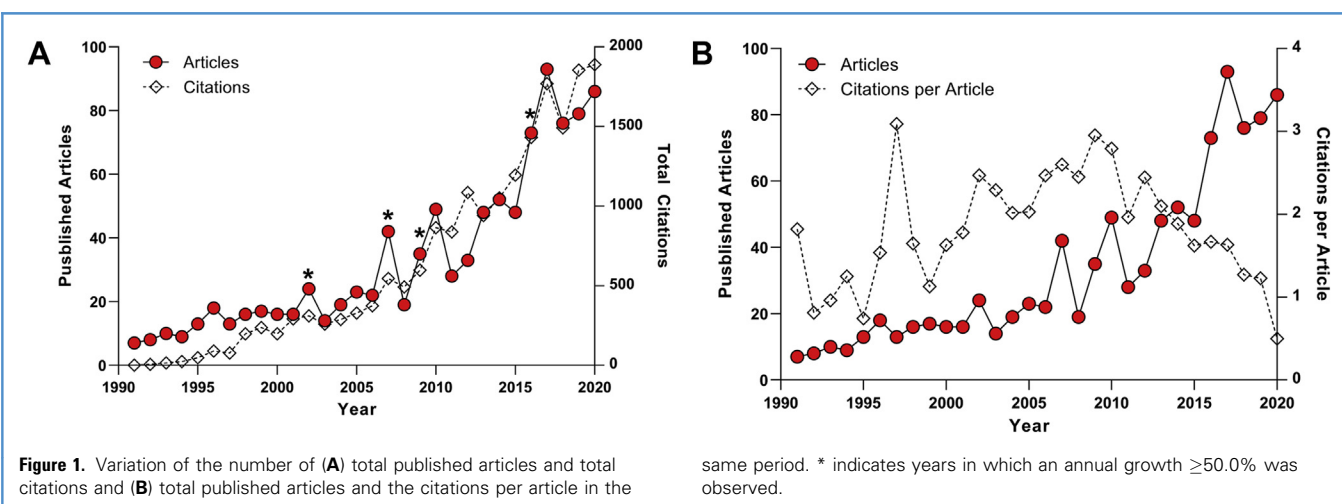 A
Articles
Citations
100
80
60
40
20
0
Pusblished Articles
2000
1500
1000
500
0
Total Citations
*
*
*
*
1990
1995
2000
2005
2010
2015
2020
Year
B
Articles
Citations per Article
100
80
60
40
20
0
Pusblished Articles
4
3
2
1
0
Citations per Article
1990
1995
2000
2005
2010
2015
2020
Year
Figure 1. Variation of the number of (A) total published articles and total
citations and (B) total published articles and the citations per article in the
same period. * indicates years in which an annual growth ≥50.0% was
observed.